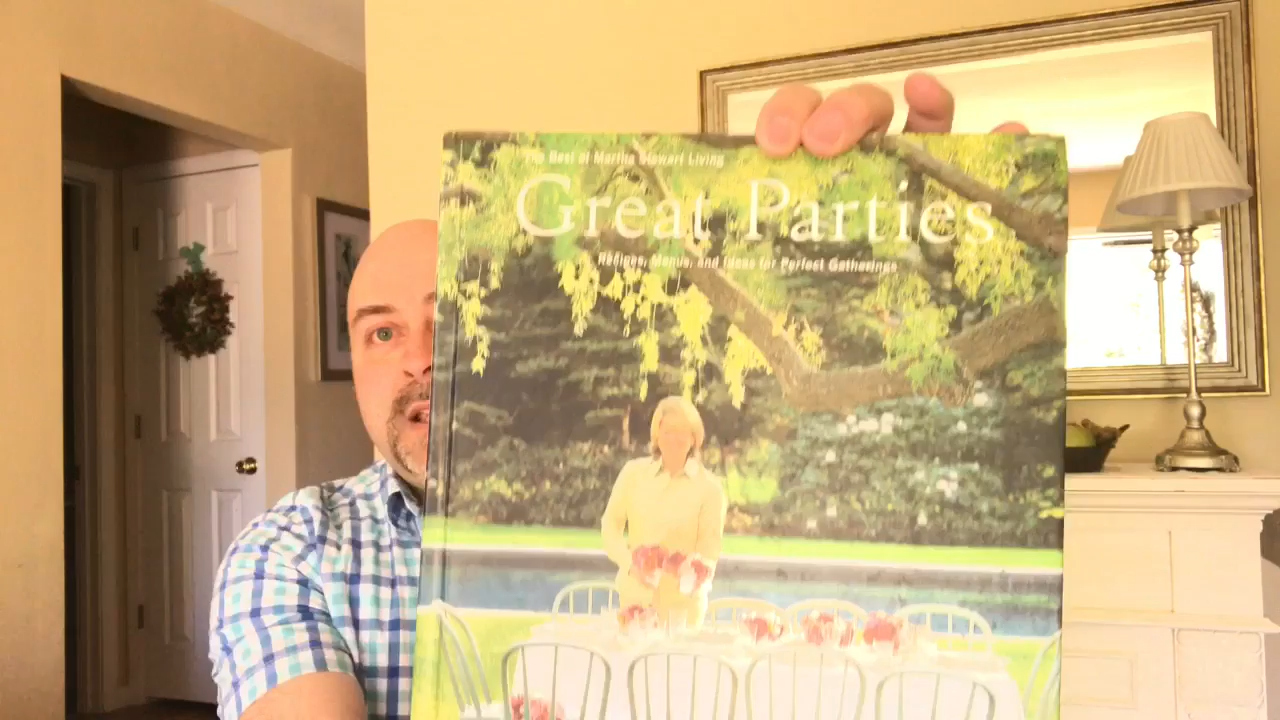 The Best of Martha Stewart Living
Great Parties
Recipes, Menus, and Ideas for Perfect Gatherings